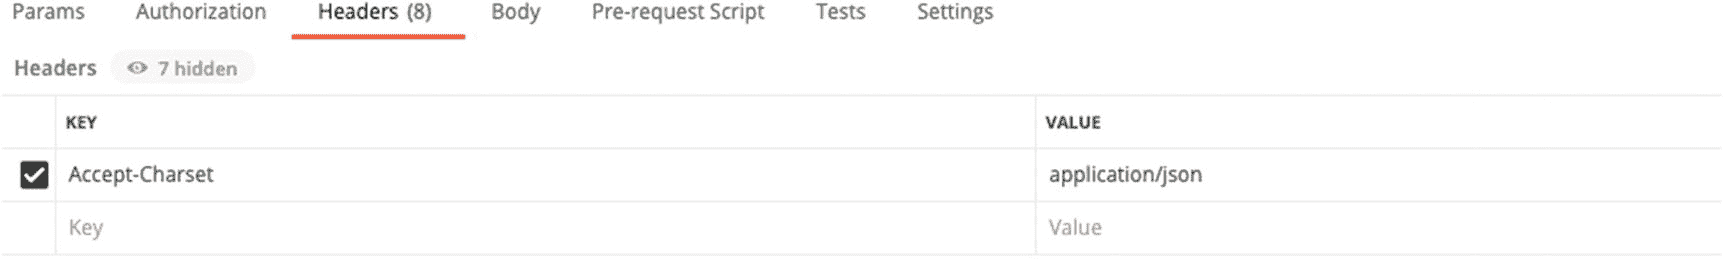 Params Authorization Headers (8) Body Pre-request Script Tests Settings
Headers 7 hidden
KEY VALUE
Accept-Charset application/json
Key Value